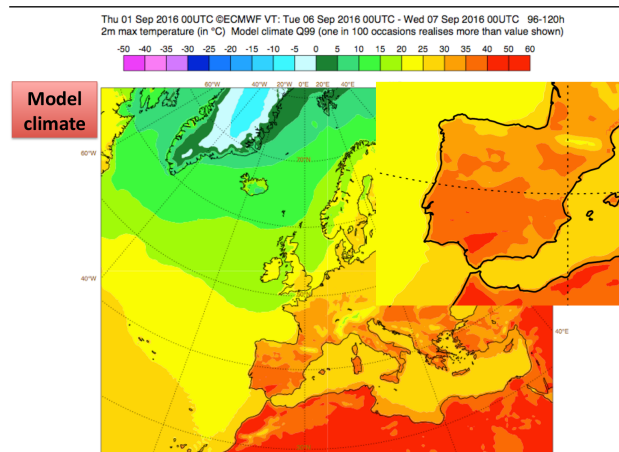 Thu 01 Sep 2016 00UTC ©ECMWF VT: Tue 06 Sep 2016 00UTC - Wed 07 Sep 2016 00UTC 96-120h
2m max temperature (in °C) Model climate Q99 (one in 100 occasions realises more than value shown)
-50 -40 -35 -30 -25 -20 -15 -10 -5 0 5 10 15 20 25 30 35 40 45 50 60
60°W 40°W 20°W 0°E 20°E 40°E
Model
climate
60°W
70°N
40°W
40°E